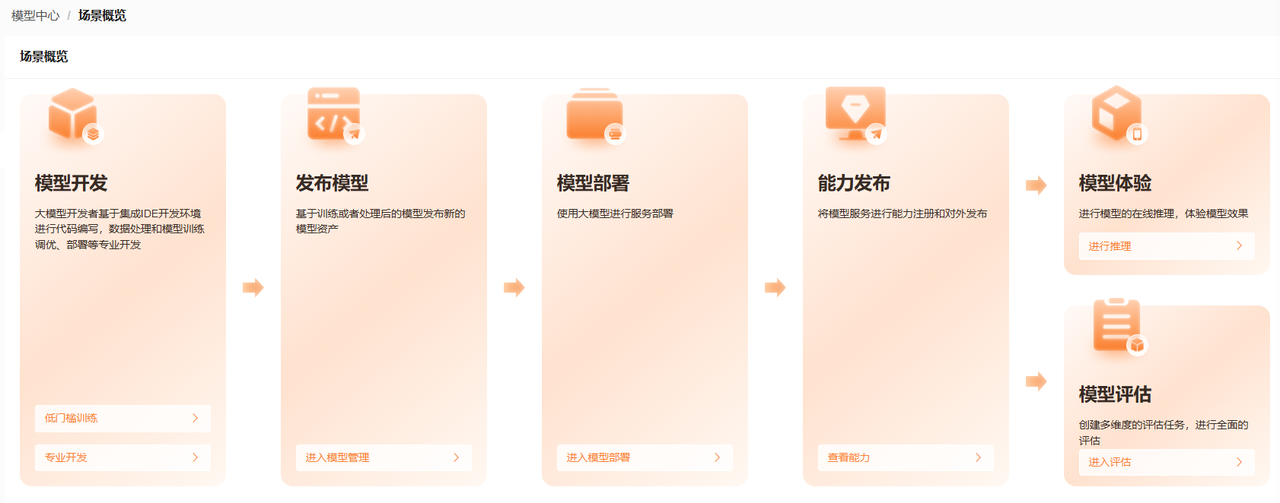 模型中心 / 场景概览
场景概览
模型开发
大模型开发者基于集成IDE开发环境
进行代码编写，数据处理和模型训练
调优、部署等专业开发
低门槛训练
专业开发
发布模型
基于训练或者处理后的模型发布新的
模型资产
进入模型管理
模型部署
使用大模型进行服务部署
进入模型部署
能力发布
将模型服务进行能力注册和对外发布
查看能力
模型体验
进行模型的在线推理，体验模型效果
进行推理
模型评估
创建多维度的评估任务，进行全面的
评估
进入评估